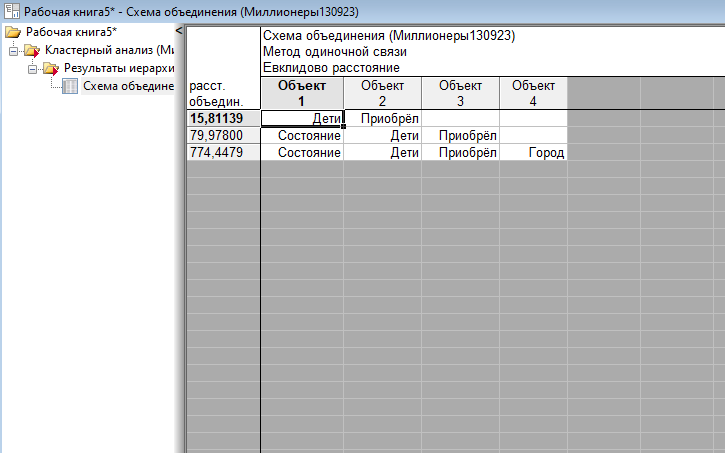 Рабочая книга5* - Схема объединения (Миллионеры130923)
Рабочая книга5*
Кластерный анализ (Ми
Результаты иерархи
Схема объедине
<
Схема объединения (Миллионеры130923)
Метод одиночной связи
Евклидово расстояние
расст. объедин. Объект 1 Объект 2 Объект 3 Объект 4
15,81139 Дети Приобрёл
79,97800 Состояние Дети Приобрёл
774,4479 Состояние Дети Приобрёл Город